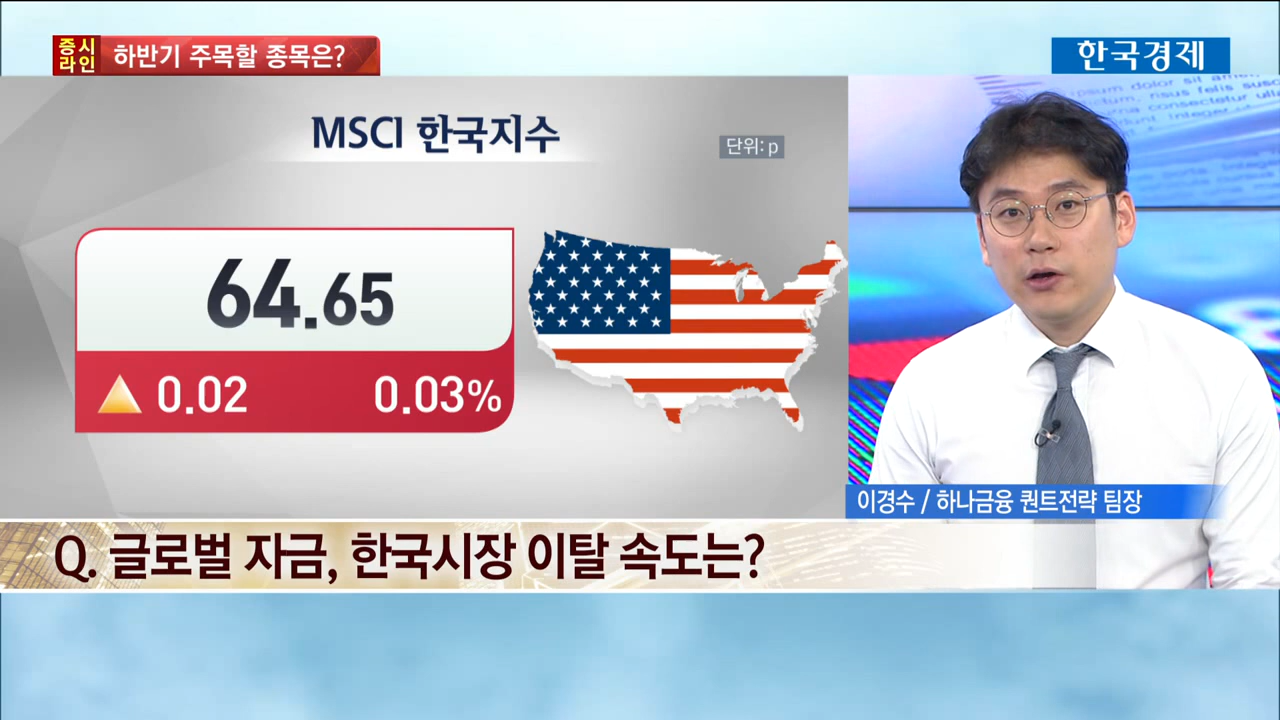 증시
라인
하반기 주목할 종목은?
한국경제
MSCI 한국지수
단위:p
64.65
0.02 0.03%
이경수 / 하나금융 퀀트전략 팀장
Q. 글로벌 자금, 한국시장 이탈 속도는?